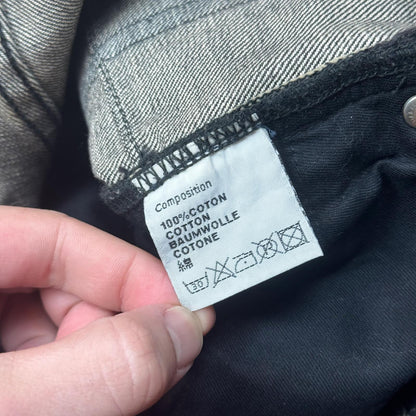 Composition
100%COTON
COTTON
BAUMWOLLE
COTONE
綿
30